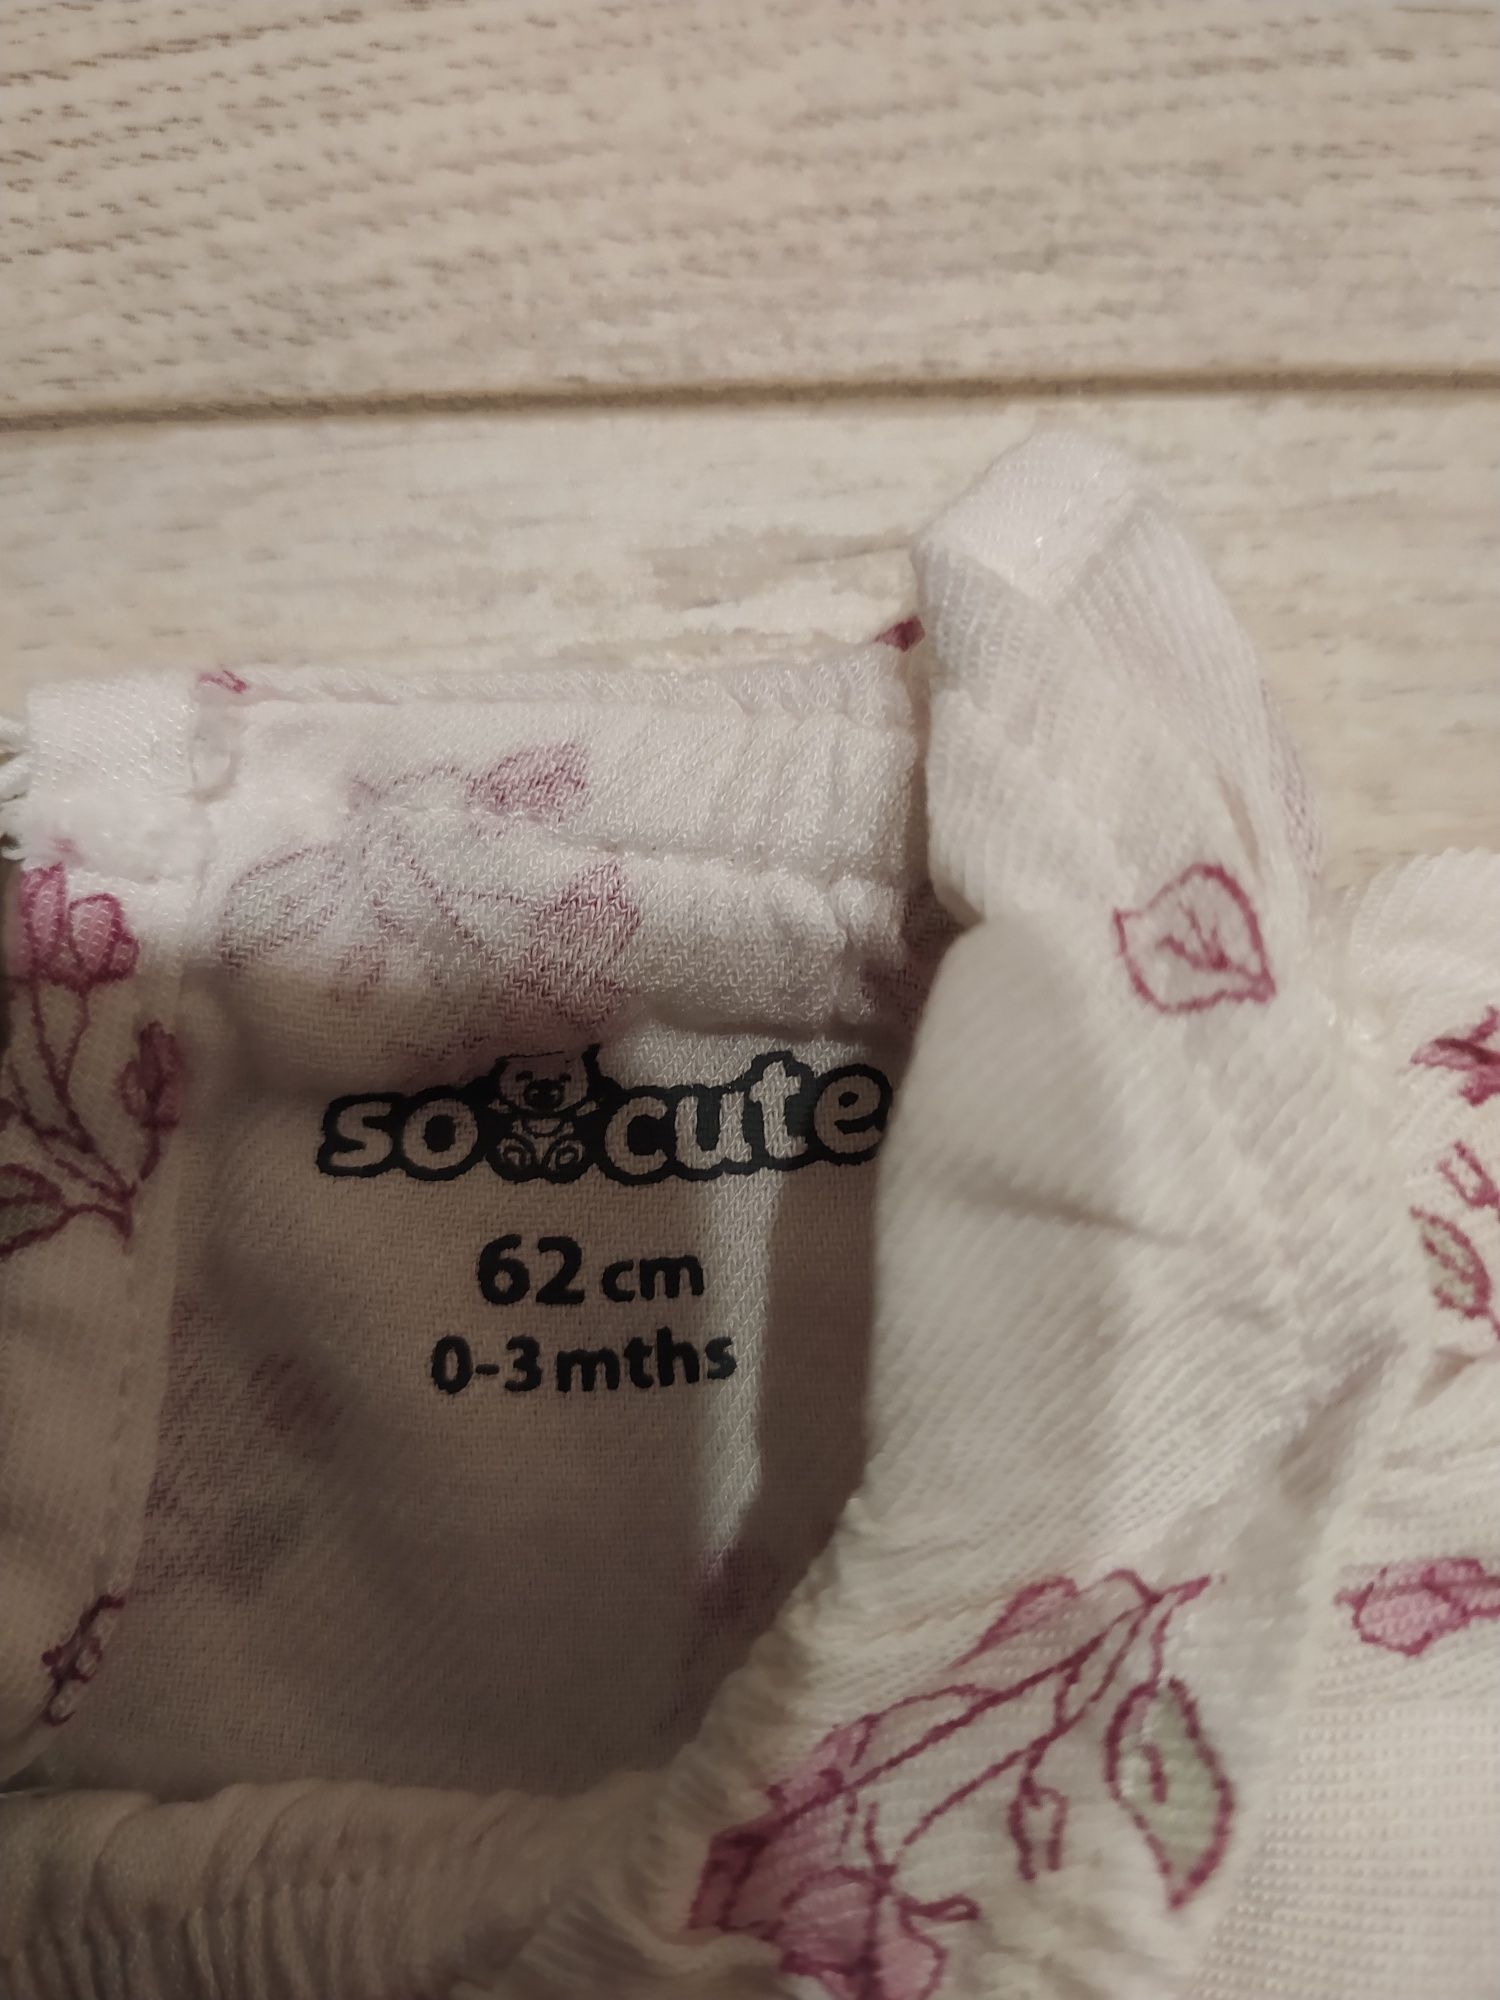 so cute
62 cm
0-3 mths